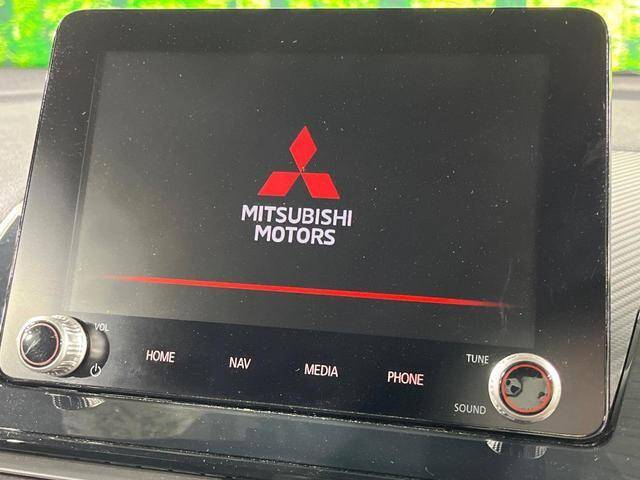 MITSUBISHI
MOTORS
VOL
HOME
NAV
MEDIA
PHONE
TUNE
SOUND